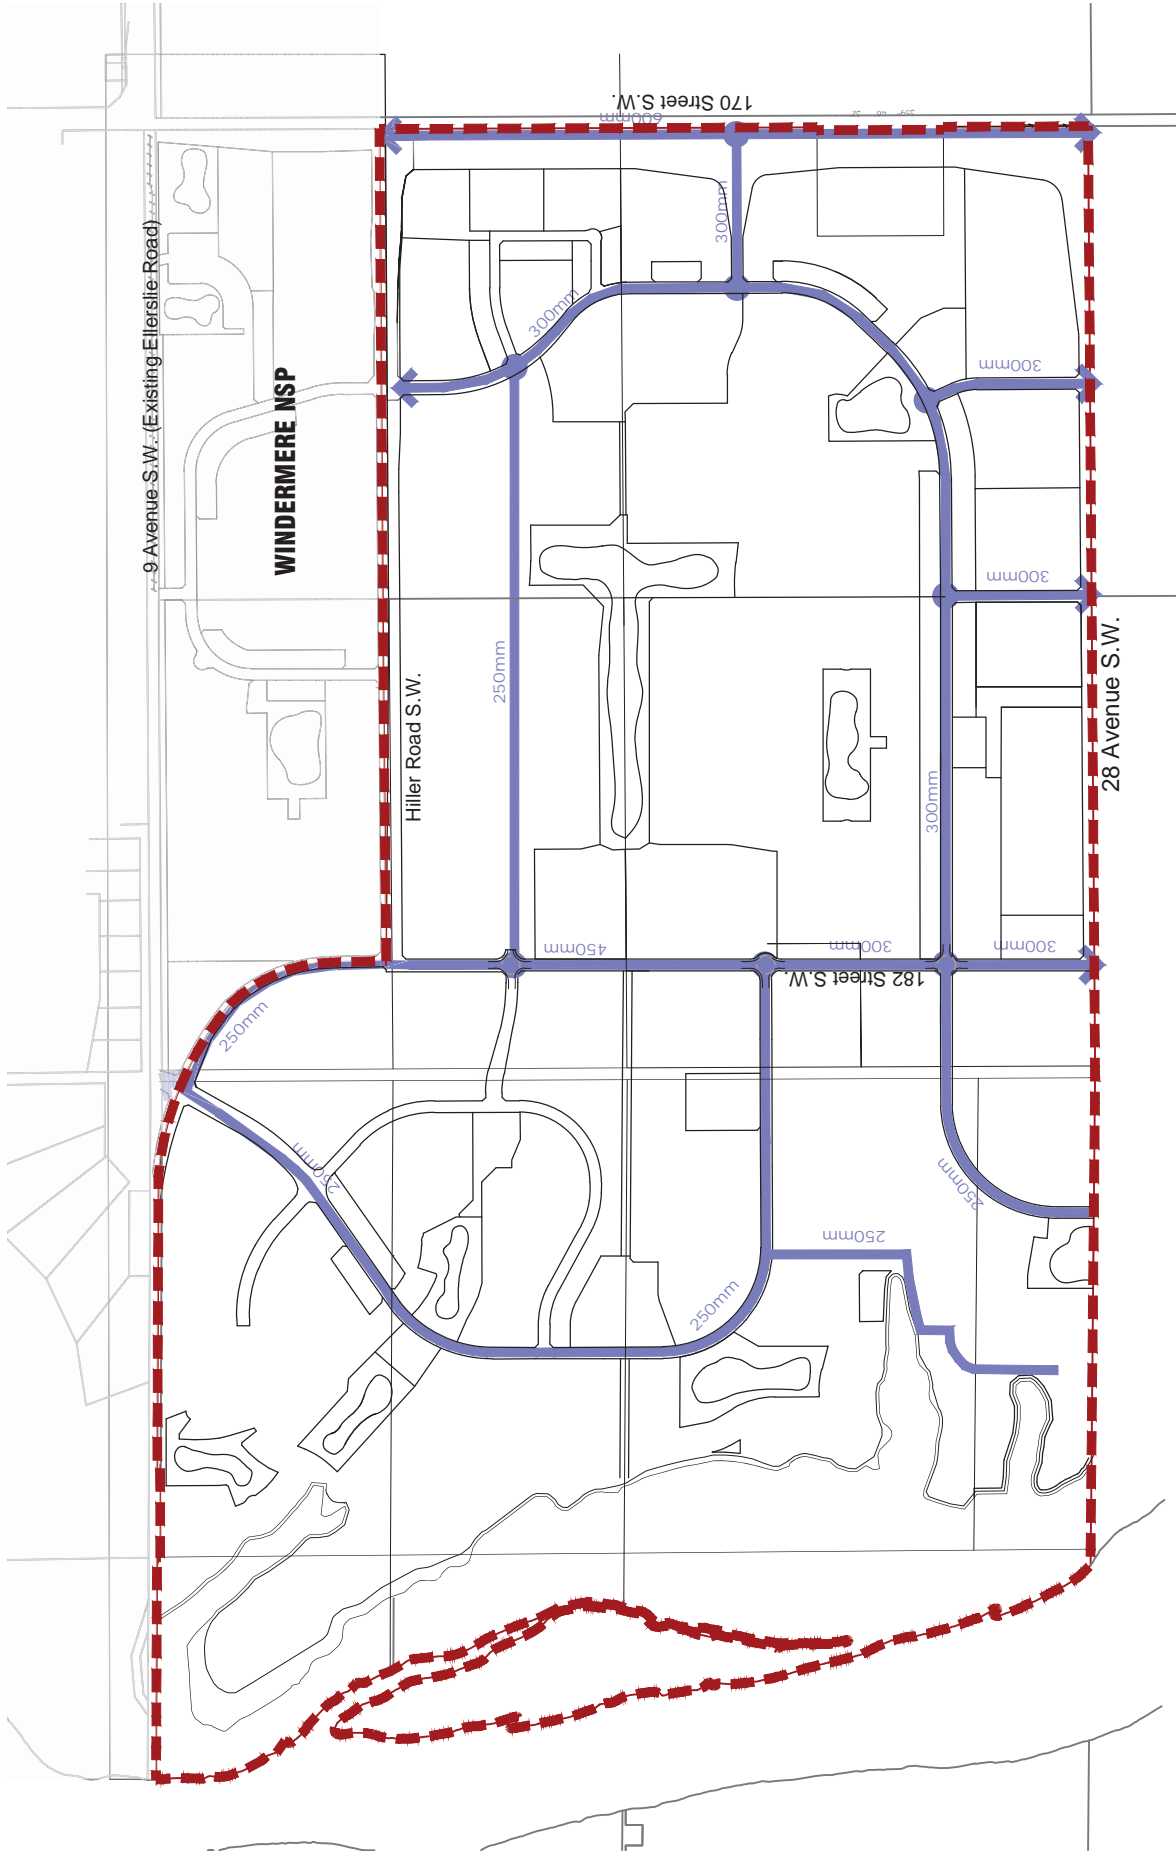 170 Street S.W.
600mm
300mm
300mm
300mm
9 Avenue S.W. (Existing Ellerslie Road)
WINDERMERE NSP
300mm
250mm
Hiller Road S.W.
28 Avenue S.W.
300mm
450mm
300mm
300mm
182 Street S.W.
250mm
250mm
250mm
250mm
250mm